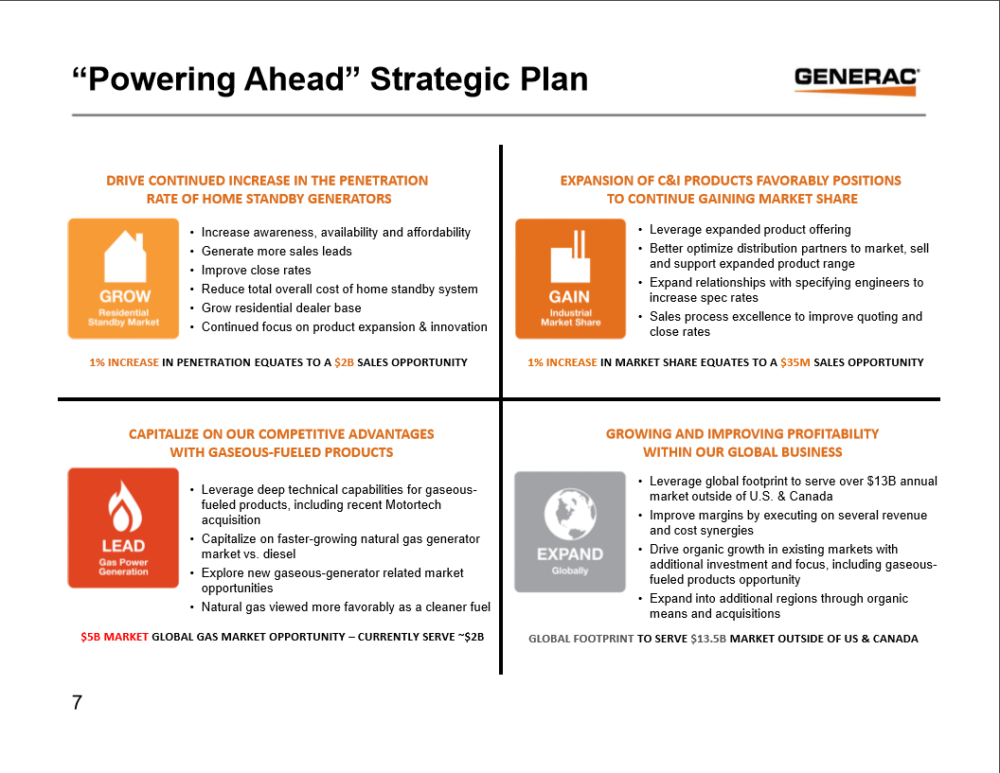 “Powering Ahead” Strategic Plan
GENERAC®
DRIVE CONTINUED INCREASE IN THE PENETRATION
RATE OF HOME STANDBY GENERATORS
GROW
Residential
Standby Market
• Increase awareness, availability and affordability
• Generate more sales leads
• Improve close rates
• Reduce total overall cost of home standby system
• Grow residential dealer base
• Continued focus on product expansion & innovation
1% INCREASE IN PENETRATION EQUATES TO A $2B SALES OPPORTUNITY
EXPANSION OF C&I PRODUCTS FAVORABLY POSITIONS
TO CONTINUE GAINING MARKET SHARE
GAIN
Industrial
Market Share
• Leverage expanded product offering
• Better optimize distribution partners to market, sell
and support expanded product range
• Expand relationships with specifying engineers to
increase spec rates
• Sales process excellence to improve quoting and
close rates
1% INCREASE IN MARKET SHARE EQUATES TO A $35M SALES OPPORTUNITY
CAPITALIZE ON OUR COMPETITIVE ADVANTAGES
WITH GASEOUS-FUELED PRODUCTS
LEAD
Gas Power
Generation
• Leverage deep technical capabilities for gaseous-
fueled products, including recent Motortech
acquisition
• Capitalize on faster-growing natural gas generator
market vs. diesel
• Explore new gaseous-generator related market
opportunities
• Natural gas viewed more favorably as a cleaner fuel
$5B MARKET GLOBAL GAS MARKET OPPORTUNITY – CURRENTLY SERVE ~$2B
GROWING AND IMPROVING PROFITABILITY
WITHIN OUR GLOBAL BUSINESS
EXPAND
Globally
• Leverage global footprint to serve over $13B annual
market outside of U.S. & Canada
• Improve margins by executing on several revenue
and cost synergies
• Drive organic growth in existing markets with
additional investment and focus, including gaseous-
fueled products opportunity
• Expand into additional regions through organic
means and acquisitions
GLOBAL FOOTPRINT TO SERVE $13.5B MARKET OUTSIDE OF US & CANADA
7